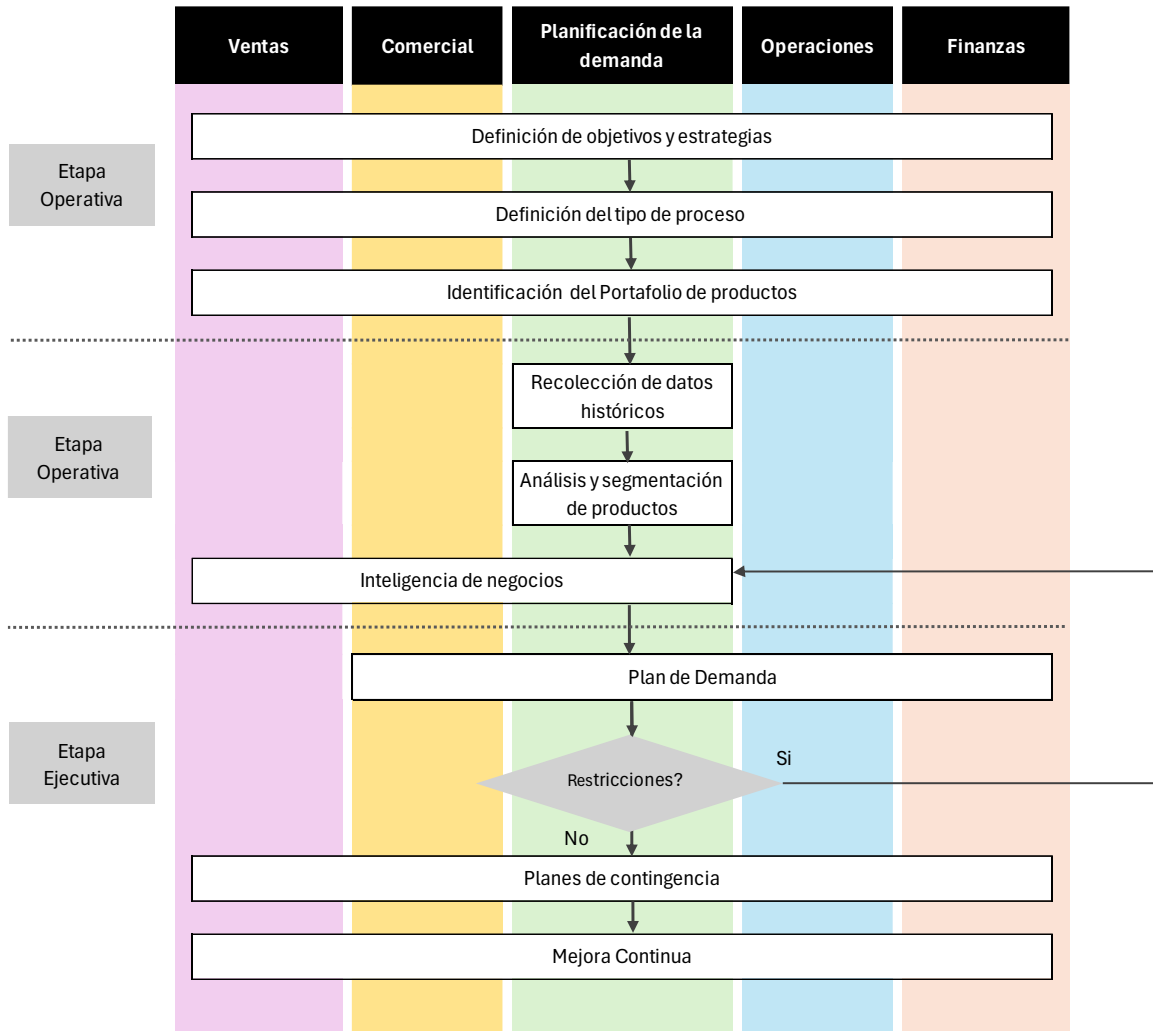 Ventas
Comercial
Planificación de la
demanda
Operaciones
Finanzas
Etapa
Operativa
Definición de objetivos y estrategias
Definición del tipo de proceso
Identificación del Portafolio de productos
Etapa
Operativa
Recolección de datos
históricos
Análisis y segmentación
de productos
Inteligencia de negocios
Etapa
Ejecutiva
Plan de Demanda
Restricciones?
Si
No
Planes de contingencia
Mejora Continua